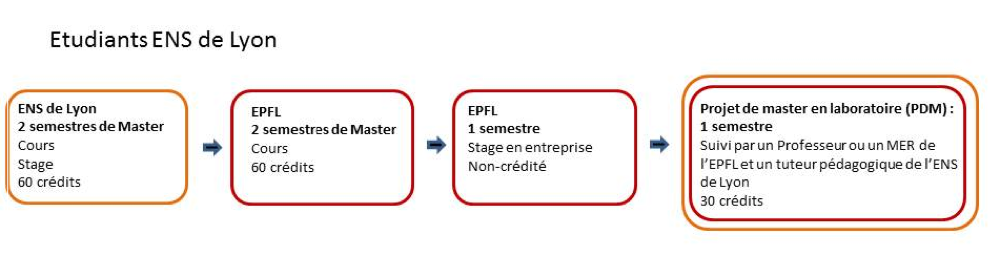 Etudiants ENS de Lyon
ENS de Lyon
2 semestres de Master
Cours
Stage
60 crédits
EPFL
2 semestres de Master
Cours
60 crédits
EPFL
1 semestre
Stage en entreprise
Non-crédité
Projet de master en laboratoire (PDM) :
1 semestre
Suivi par un Professeur ou un MER de
l'EPFL et un tuteur pédagogique de l'ENS
de Lyon
30 crédits